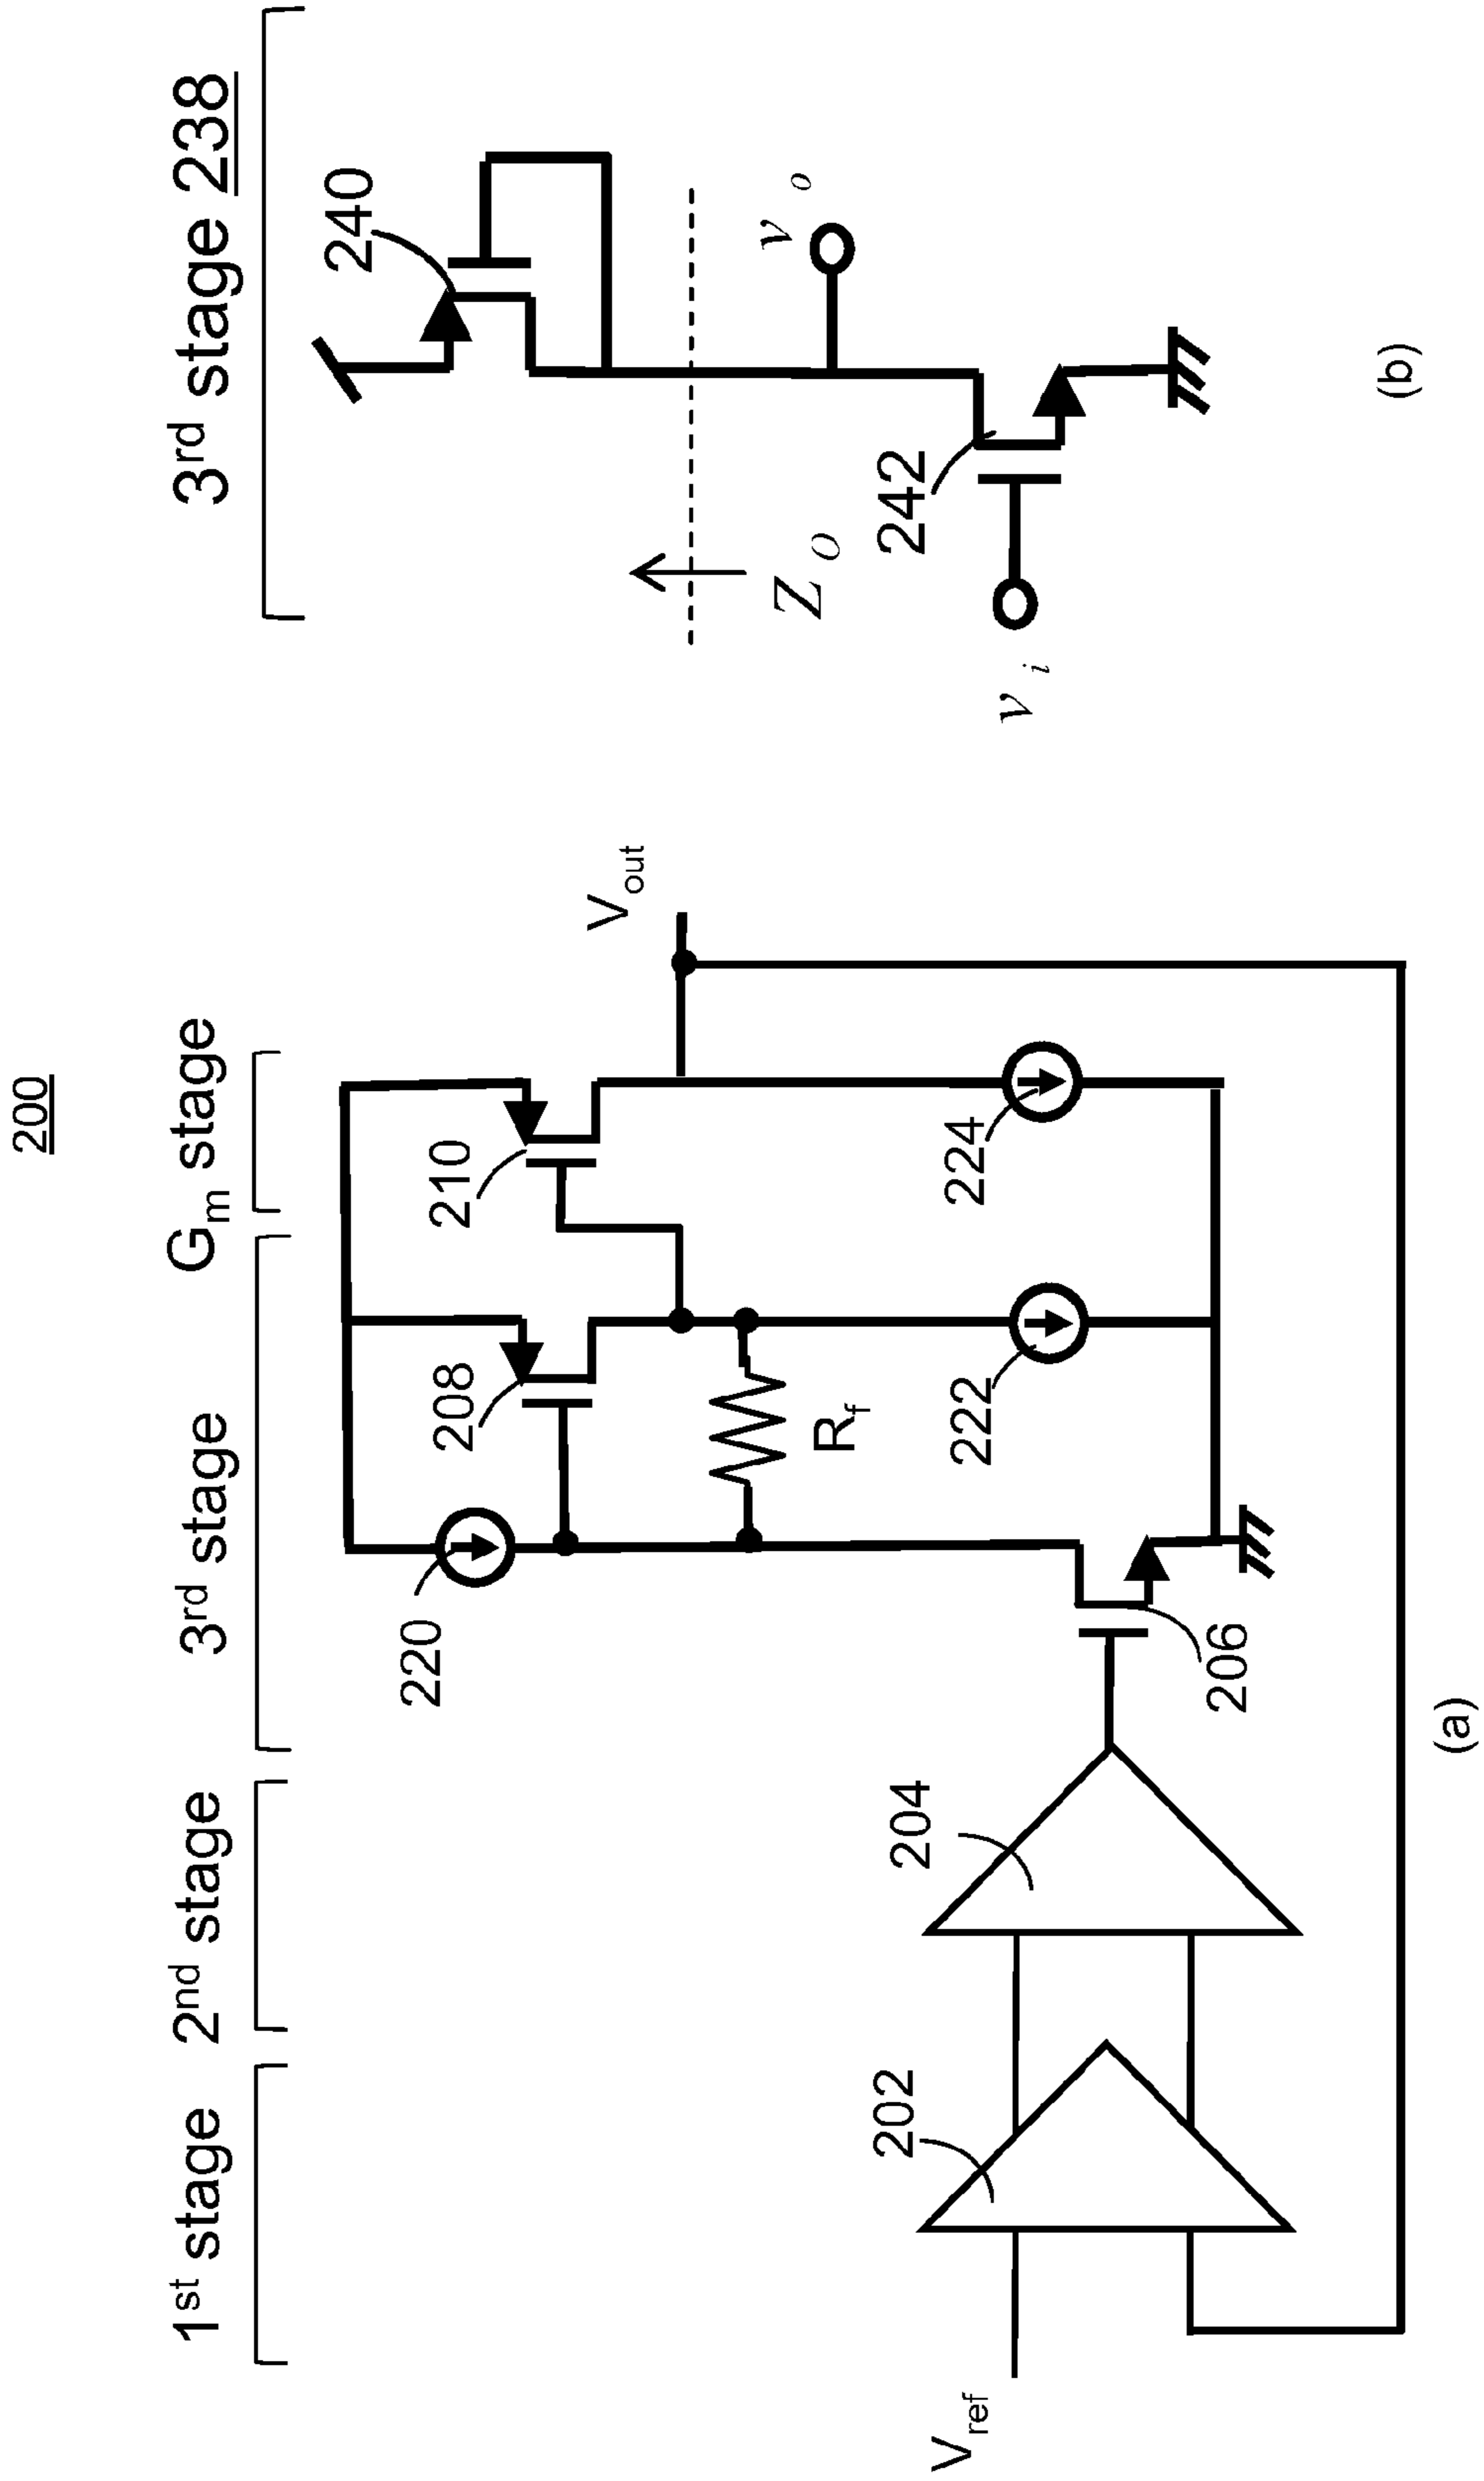 200
1st stage
2nd stage
3rd stage
Gm stage
220
208
210
Vout
Rf
202
204
206
222
224
Vref
(a)
3rd stage 238
240
ZO
vo
242
vi
(b)